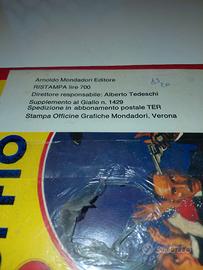 Arnoldo Mondadori Editore
RISTAMPA lire 700
Direttore responsabile: Alberto Tedeschi
Supplemento al Giallo n. 1429
Spedizione in abbonamento postale TER
Stampa Officine Grafiche Mondadori, Verona
subito